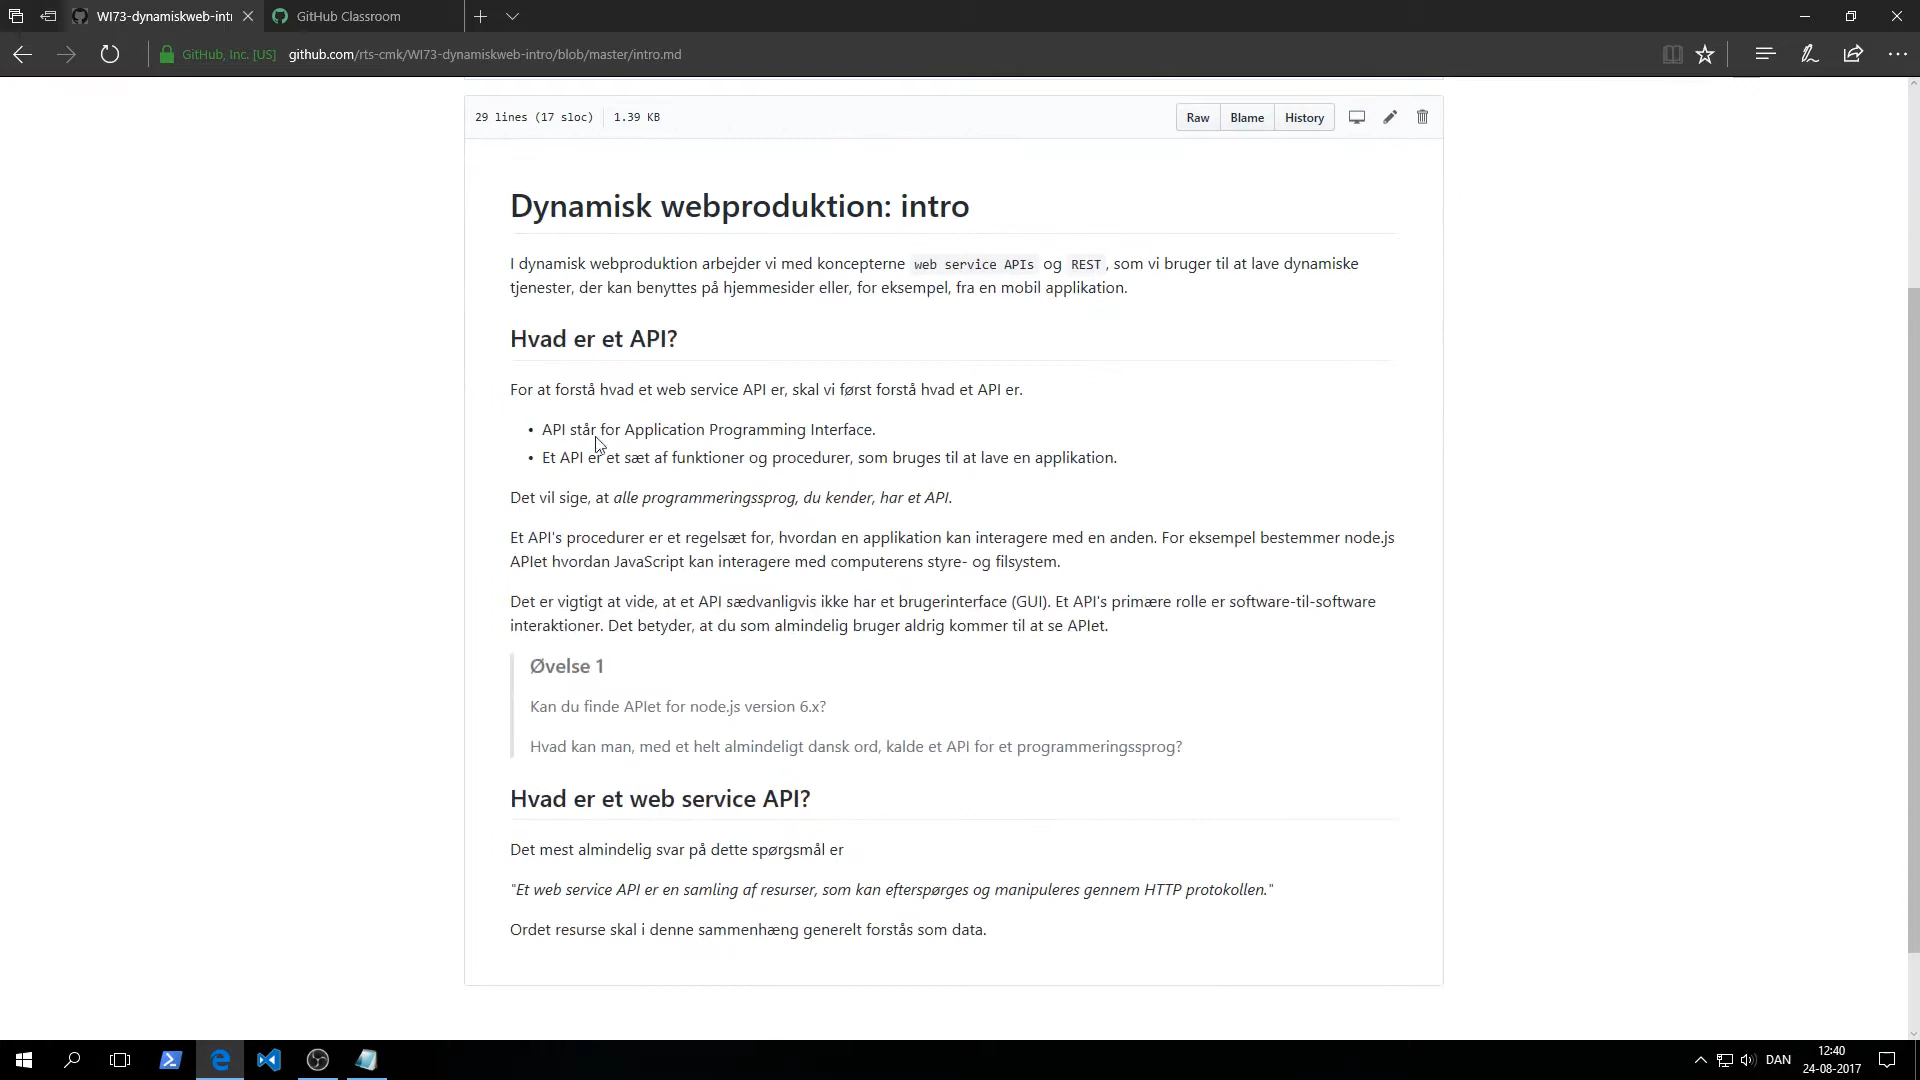 WI73-dynamiskweb-intr
GitHub Classroom
GitHub, Inc. [US] github.com/rts-cmk/WI73-dynamiskweb-intro/blob/master/intro.md
29 lines (17 sloc) 1.39 KB
Raw Blame History
Dynamisk webproduktion: intro
I dynamisk webproduktion arbejder vi med koncepterne web service APIs og REST, som vi bruger til at lave dynamiske
tjenester, der kan benyttes på hjemmesider eller, for eksempel, fra en mobil applikation.
Hvad er et API?
For at forstå hvad et web service API er, skal vi først forstå hvad et API er.
• API står for Application Programming Interface.
• Et API er et sæt af funktioner og procedurer, som bruges til at lave en applikation.
Det vil sige, at alle programmeringssprog, du kender, har et API.
Et API's procedurer er et regelsæt for, hvordan en applikation kan interagere med en anden. For eksempel bestemmer node.js
APIet hvordan JavaScript kan interagere med computerens styre- og filsystem.
Det er vigtigt at vide, at et API sædvanligvis ikke har et brugerinterface (GUI). Et API's primære rolle er software-til-software
interaktioner. Det betyder, at du som almindelig bruger aldrig kommer til at se APIet.
Øvelse 1
Kan du finde APIet for node.js version 6.x?
Hvad kan man, med et helt almindeligt dansk ord, kalde et API for et programmeringssprog?
Hvad er et web service API?
Det mest almindelig svar på dette spørgsmål er
"Et web service API er en samling af resurser, som kan efterspørges og manipuleres gennem HTTP protokollen."
Ordet resurse skal i denne sammenhæng generelt forstås som data.
DAN
12:40
24-08-2017